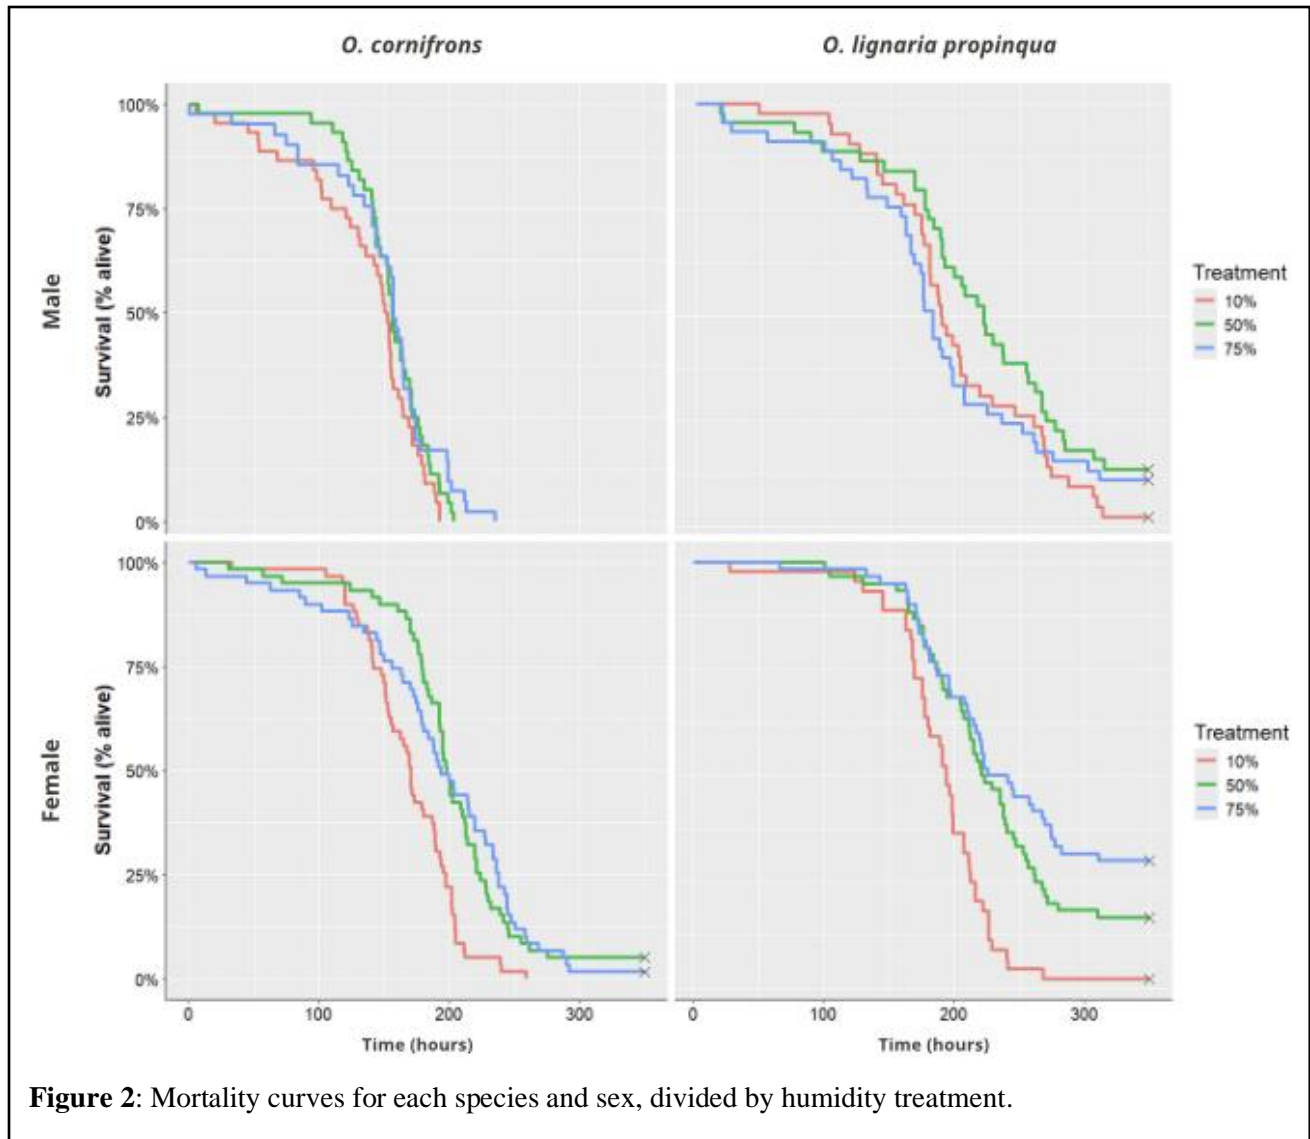 O. cornifrons
O. lignaria propinqua
Male
Survival (% alive)
100%
75%
50%
25%
0%
Treatment
10%
50%
75%
Female
Survival (% alive)
100%
75%
50%
25%
0%
Treatment
10%
50%
75%
0 100 200 300
0 100 200 300
Time (hours)
Time (hours)
Figure 2: Mortality curves for each species and sex, divided by humidity treatment.